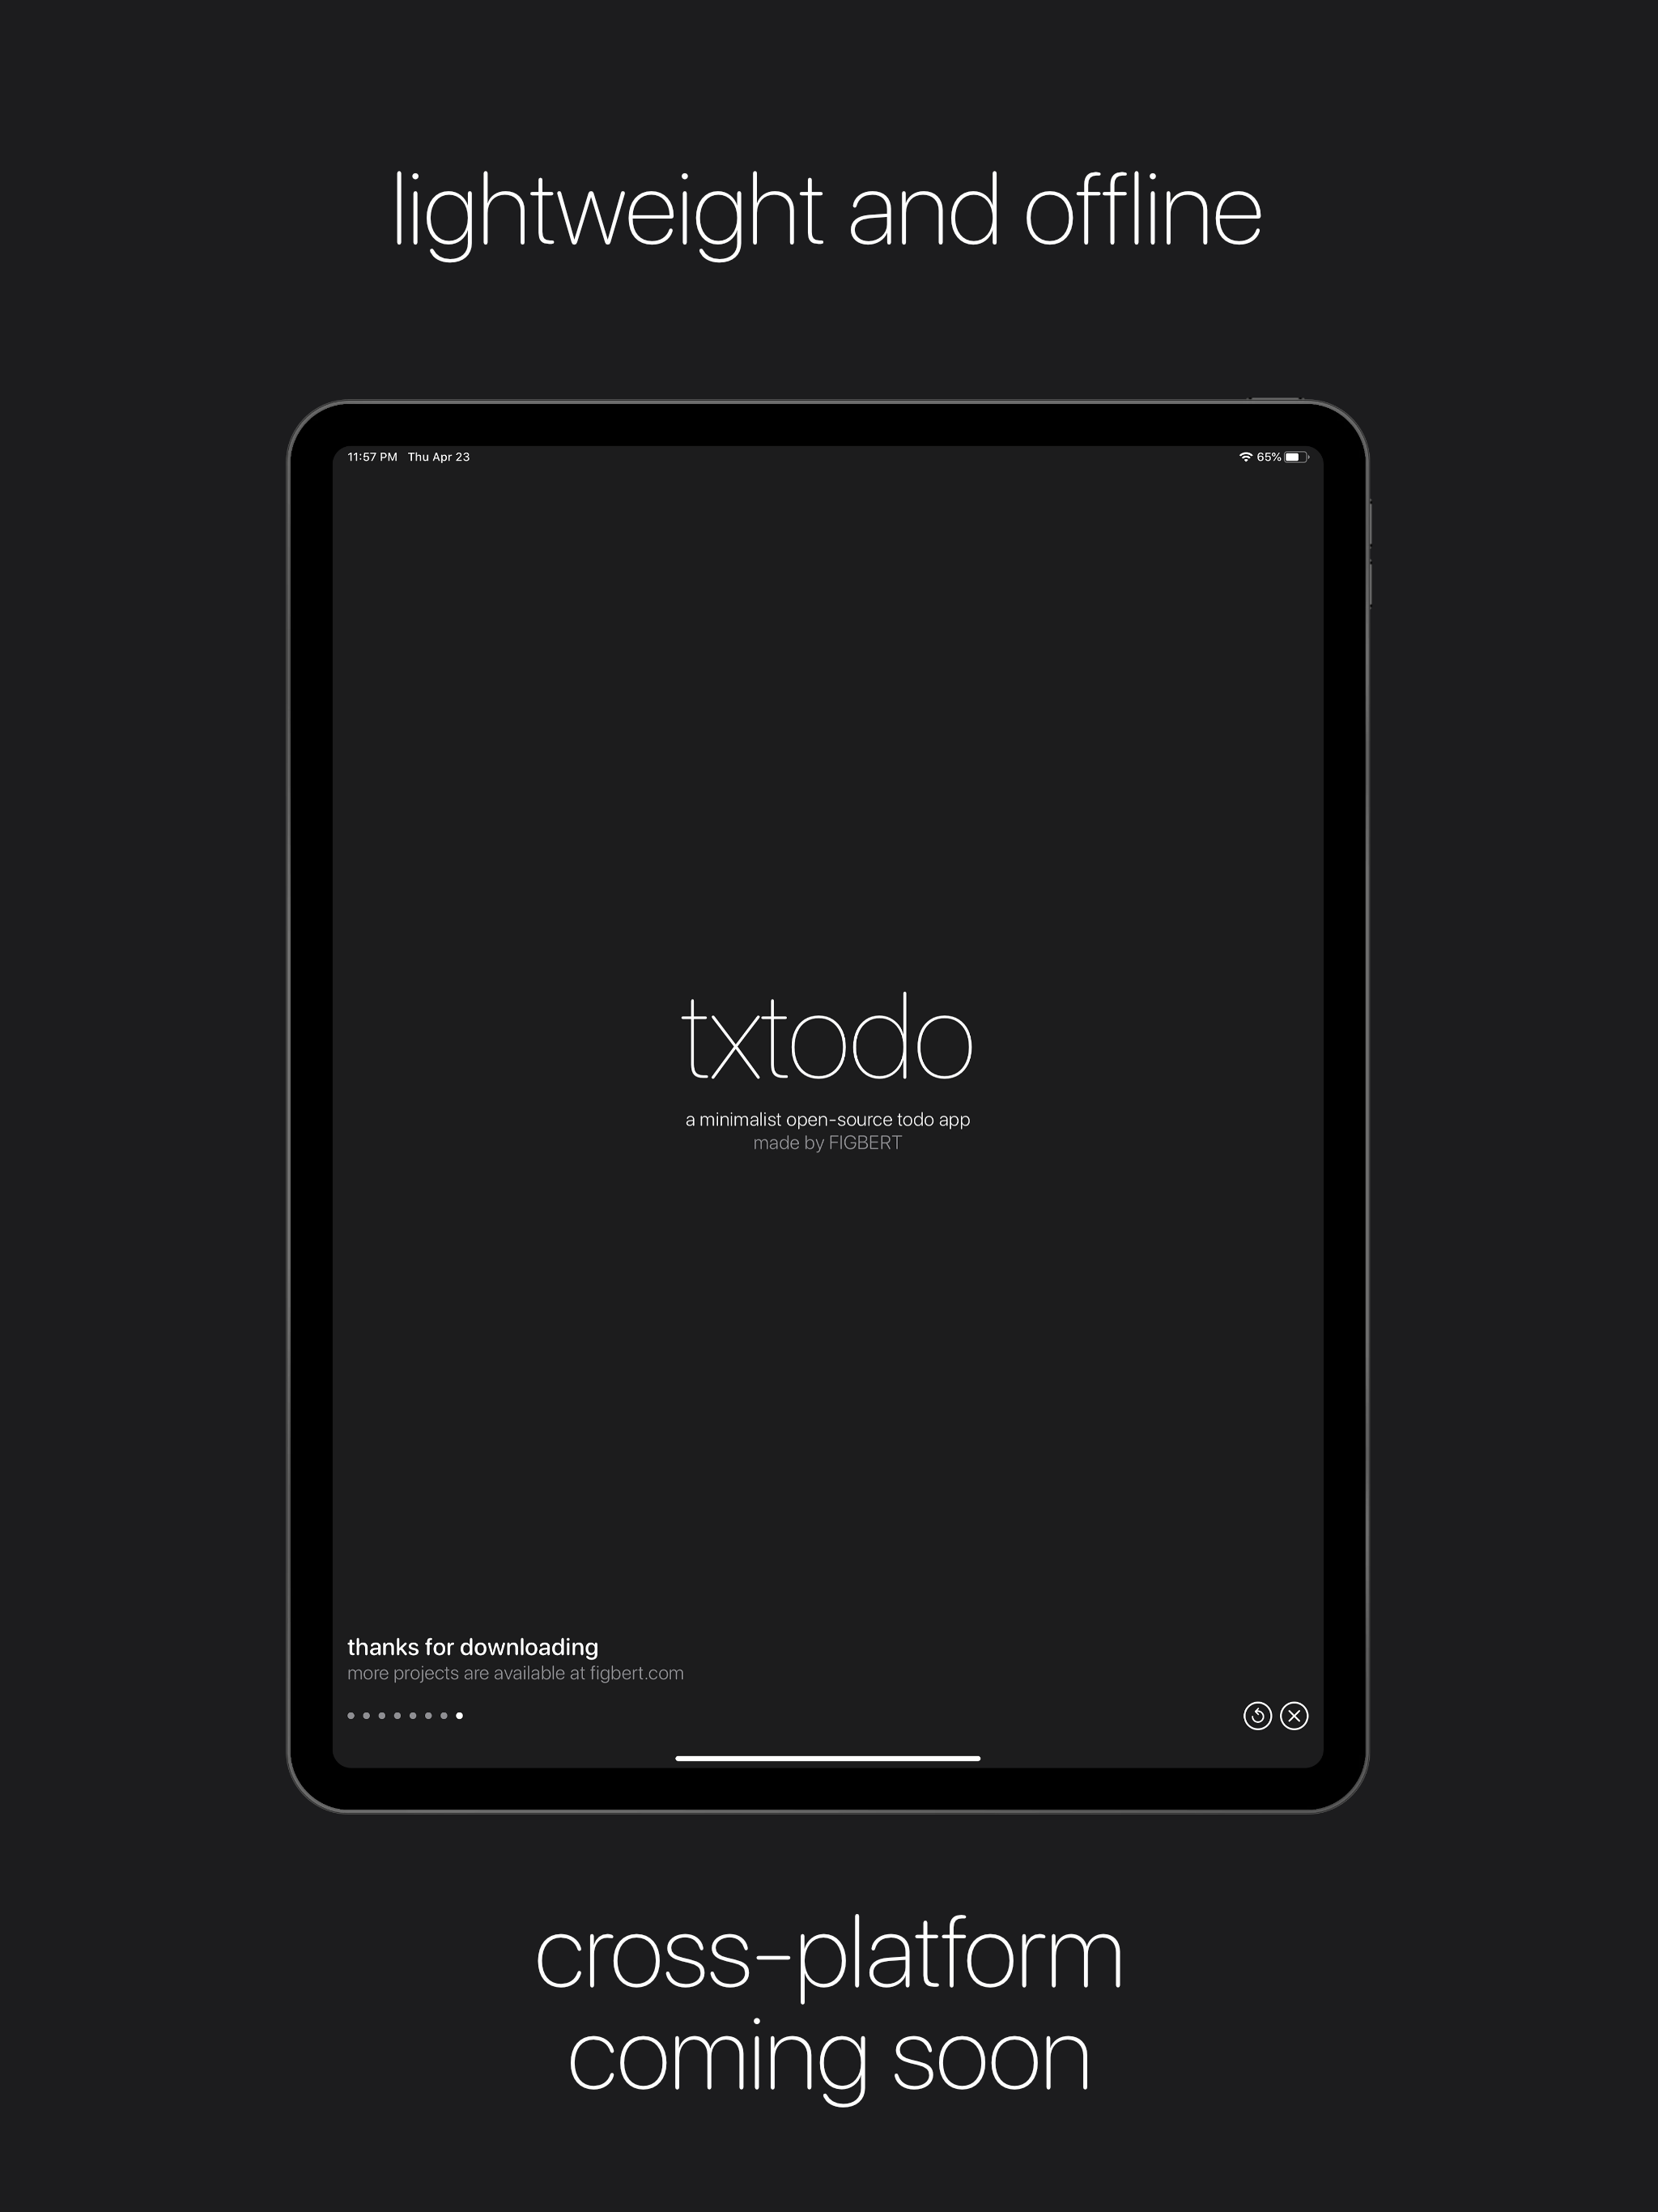 lightweight and offline
11:57 PM Thu Apr 23
65%
txtodo
a minimalist open-source todo app
made by FIGBERT
thanks for downloading
more projects are available at figbert.com
cross-platform
coming soon